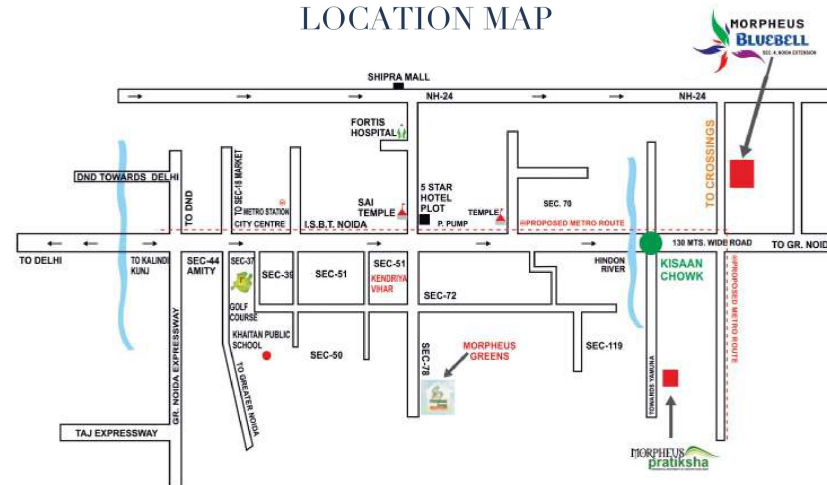 LOCATION MAP
MORPHEUS
BLUEBELL
SEC. 4, NOIDA EXTENSION
SHIPRA MALL
NH-24
NH-24
FORTIS
HOSPITAL
TO CROSSINGS
DND TOWARDS DELHI
TO DND
TO SEC-18 MARKET
METRO STATION
CITY CENTRE
I.S.B.T. NOIDA
SAI
TEMPLE
5 STAR
HOTEL
PLOT
P. PUMP
TEMPLE
SEC. 70
PROPOSED METRO ROUTE
130 MTS. WIDE ROAD
TO GR. NOID
TO DELHI
TO KALINDI
KUNJ
SEC-44
AMITY
SEC-37
SEC-39
SEC-51
SEC-51
KENDRIYA
VIHAR
HINDON
RIVER
KISAAN
CHOWK
PROPOSED METRO ROUTE
GOLF
COURSE
SEC-72
KHAITAN PUBLIC
SCHOOL
SEC-50
SEC-78
MORPHEUS
GREENS
SEC-119
GR. NOIDA EXPRESSWAY
TO GREATER NOIDA
TOWARDS YAMUNA
TAJ EXPRESSWAY
MORPHEUS
pratiksha